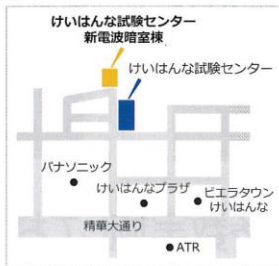 けいはんな試験センター
新電波暗室棟
けいはんな試験センター
パナソニック
けいはんなプラザ
ビエラタウン
けいはんな
精華大通り
ATR